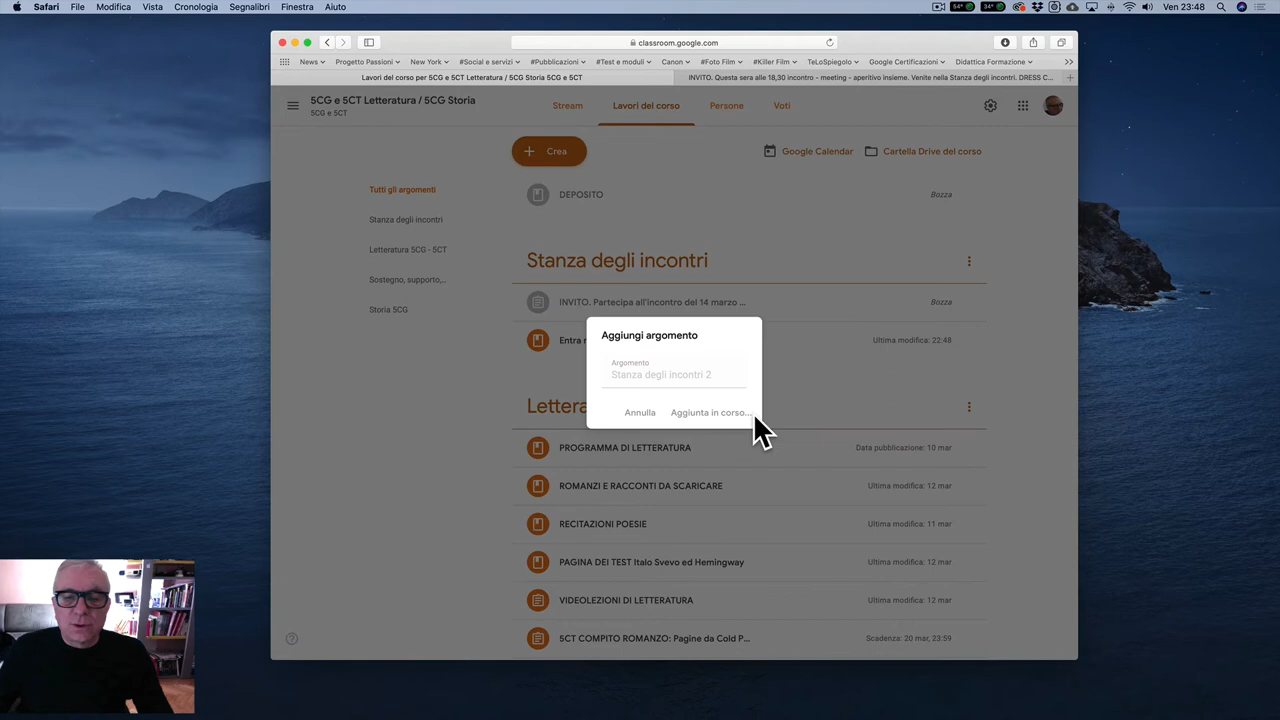 Safari File Modifica Vista Cronologia Segnalibri Finestra Aiuto 54° 34° Ven 23:48
classroom.google.com
News Progetto Passioni New York #Social e servizi #Pubblicazioni #Test e moduli Canon #Foto Film #Killer Film TeLoSpiegolo Google Certificazioni Didattica Formazione
Lavori del corso per 5CG e 5CT Letteratura / 5CG Storia 5CG e 5CT INVITO. Questa sera alle 18,30 incontro - meeting - aperitivo insieme. Venite nella Stanza degli incontri. DRESS C...
5CG e 5CT Letteratura / 5CG Storia
5CG e 5CT
Stream Lavori del corso Persone Voti
Crea Google Calendar Cartella Drive del corso
Tutti gli argomenti
Stanza degli incontri
Letteratura 5CG - 5CT
Sostegno, supporto,...
Storia 5CG
DEPOSITO Bozza
Stanza degli incontri
INVITO. Partecipa all'incontro del 14 marzo ... Bozza
Entra Ultima modifica: 22:48
Aggiungi argomento
Argomento
Stanza degli incontri 2
Annulla Aggiunta in corso...
PROGRAMMA DI LETTERATURA Data pubblicazione: 10 mar
ROMANZI E RACCONTI DA SCARICARE Ultima modifica: 12 mar
RECITAZIONI POESIE Ultima modifica: 11 mar
PAGINA DEI TEST Italo Svevo ed Hemingway Ultima modifica: 12 mar
VIDEOLEZIONI DI LETTERATURA Ultima modifica: 12 mar
5CT COMPITO ROMANZO: Pagine da Cold P... Scadenza: 20 mar, 23:59